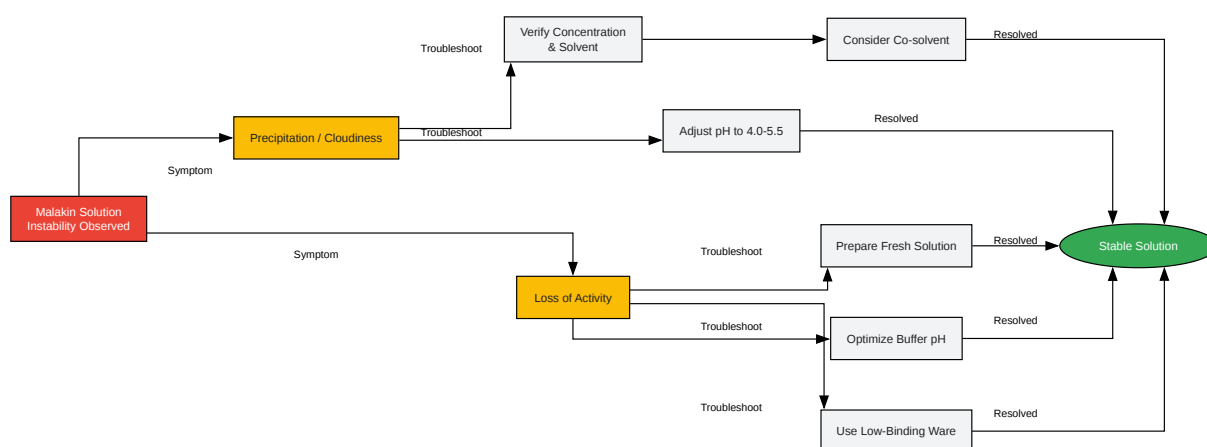 Verify Concentration
& Solvent
Consider Co-solvent
Resolved
Troubleshoot
Precipitation / Cloudiness
Troubleshoot
Adjust pH to 4.0-5.5
Resolved
Symptom
Malakin Solution
Instability Observed
Symptom
Troubleshoot
Prepare Fresh Solution
Resolved
Stable Solution
Loss of Activity
Troubleshoot
Optimize Buffer pH
Resolved
Troubleshoot
Use Low-Binding Ware
Resolved